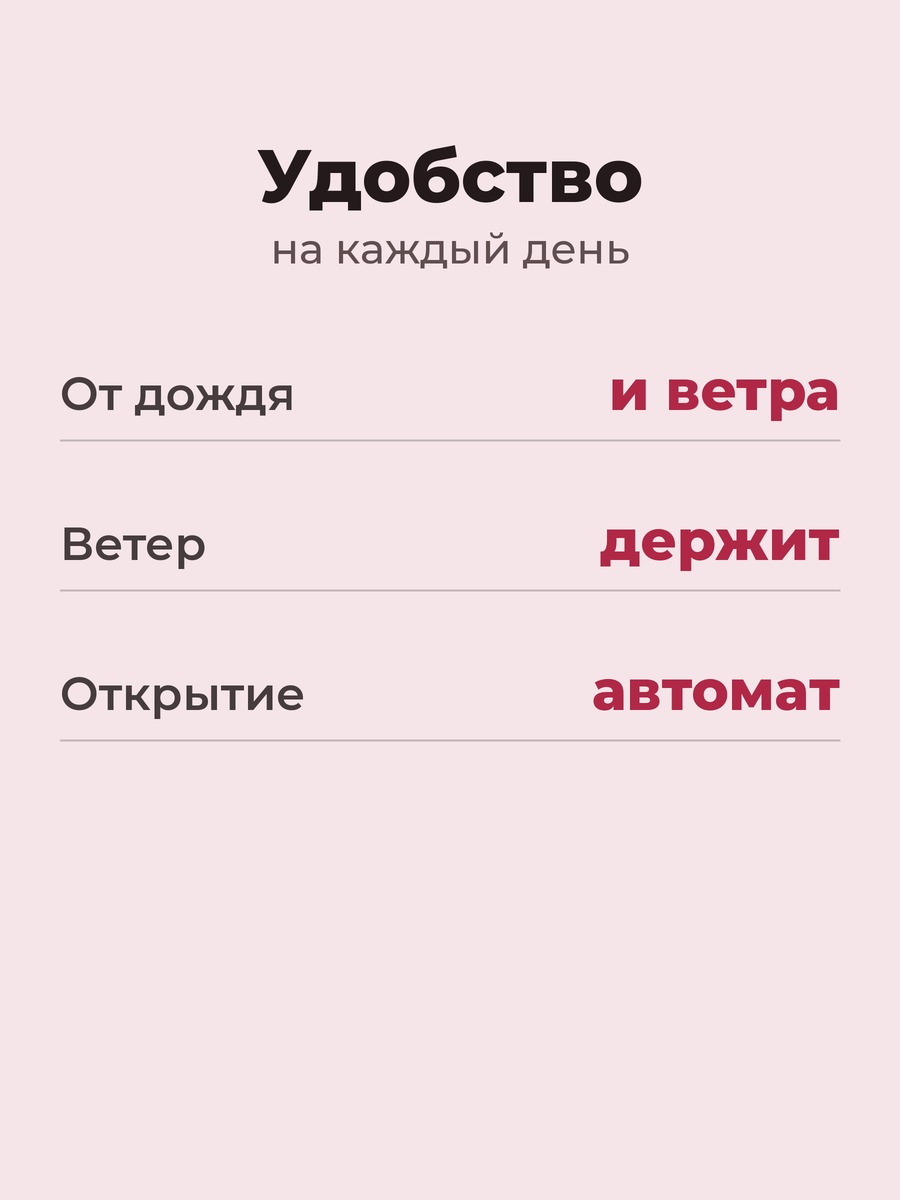 Удобство
на каждый день
От дождя и ветра
Ветер держит
Открытие автомат